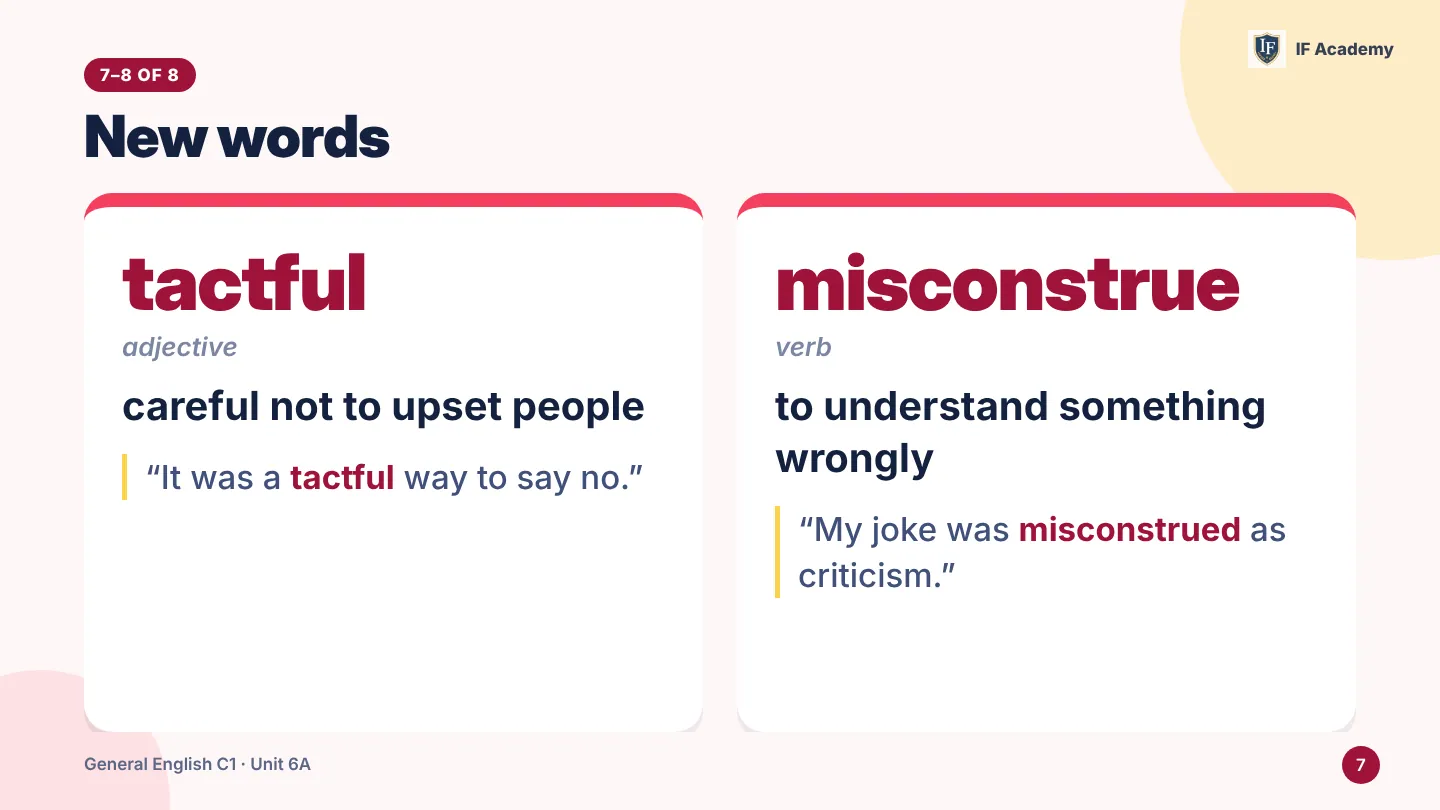 IF
IF Academy
7–8 OF 8
New words
tactful
adjective
careful not to upset people
“It was a tactful way to say no.”
misconstrue
verb
to understand something
wrongly
“My joke was misconstrued as
criticism.”
General English C1 · Unit 6A
7